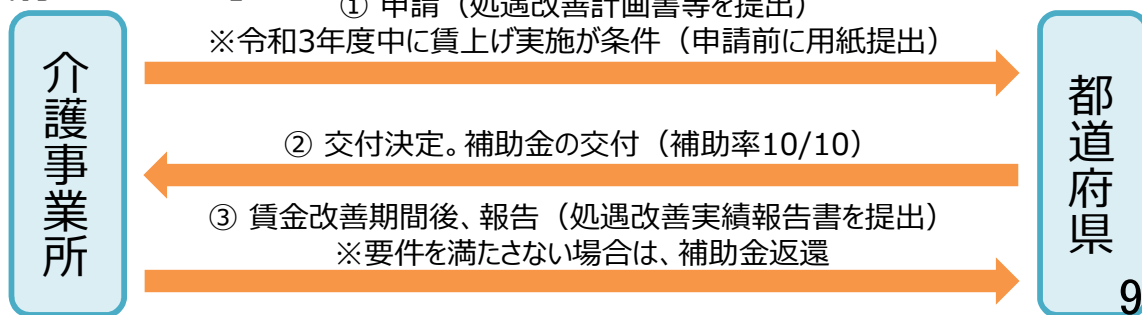 ① 申請（処遇改善計画書等を提出）
※令和3年度中に賃上げ実施が条件（申請前に用紙提出）
介護事業所
都道府県
② 交付決定。補助金の交付（補助率10/10）
③ 賃金改善期間後、報告（処遇改善実績報告書を提出）
※要件を満たさない場合は、補助金返還
9